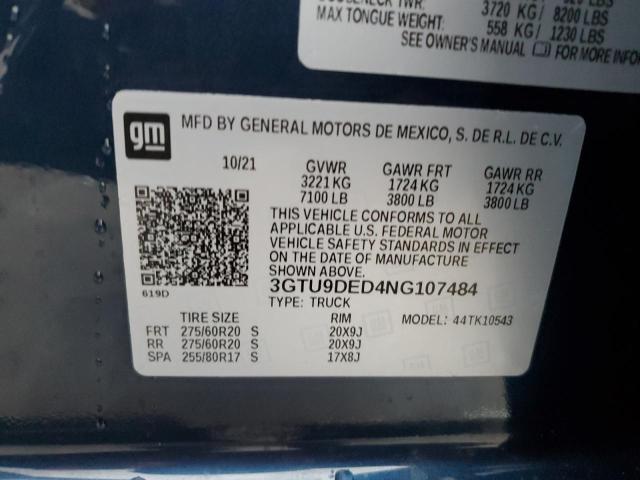 3720 KG / 8200 LBS
MAX TONGUE WEIGHT: 558 KG / 1230 LBS
SEE OWNER'S MANUAL FOR MORE
gm
MFD BY GENERAL MOTORS DE MEXICO, S. DE R.L. DE C.V.
10/21 GVWR GAWR FRT GAWR RR
3221 KG 1724 KG 1724 KG
7100 LB 3800 LB 3800 LB
THIS VEHICLE CONFORMS TO ALL
APPLICABLE U.S. FEDERAL MOTOR
VEHICLE SAFETY STANDARDS IN EFFECT
ON THE DATE OF MANUFACTURE
SHOWN ABOVE.
619D
3GTU9DED4NG107484
TYPE: TRUCK MODEL: 44TK10543
TIRE SIZE RIM
FRT 275/60R20 S 20X9J
RR 275/60R20 S 20X9J
SPA 255/80R17 S 17X8J